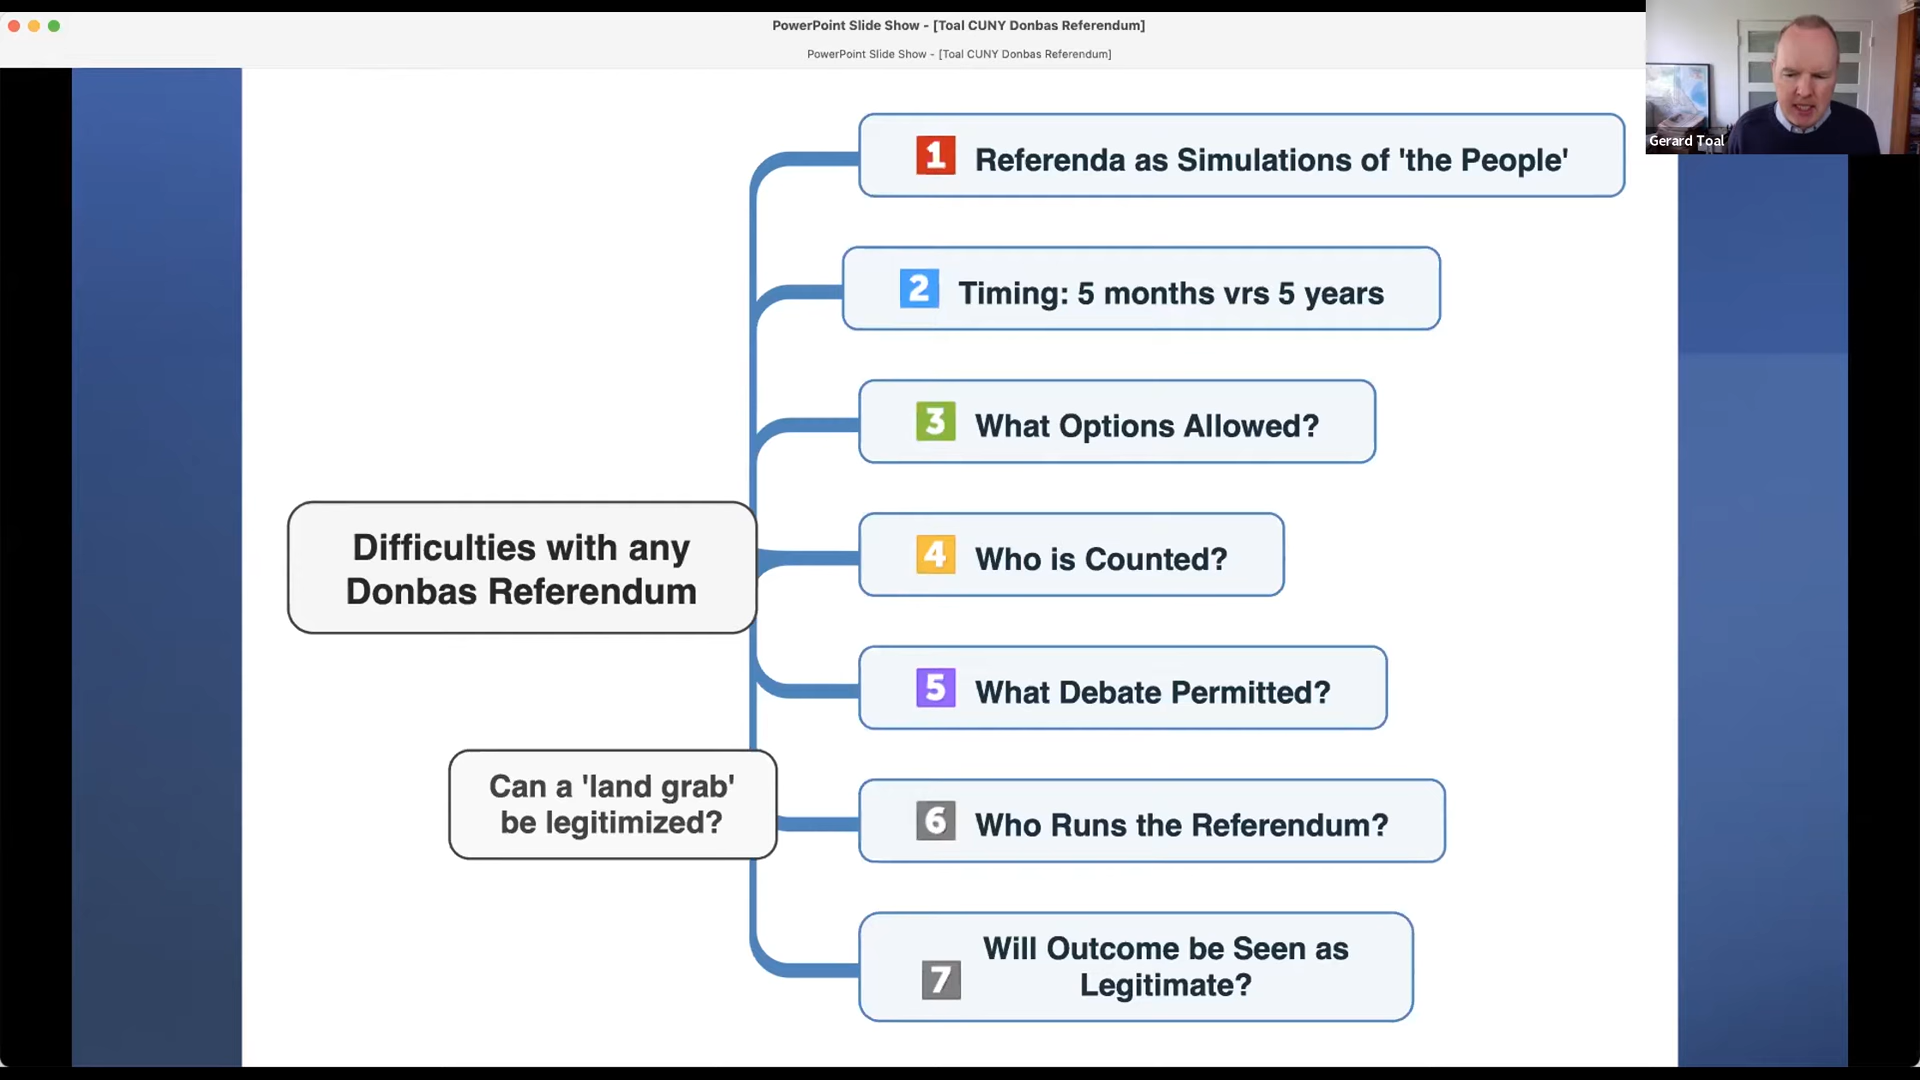 PowerPoint Slide Show - [Toal CUNY Donbas Referendum]
PowerPoint Slide Show - [Toal CUNY Donbas Referendum]
Gerard Toal
Difficulties with any
Donbas Referendum
Can a 'land grab'
be legitimized?
1 Referenda as Simulations of 'the People'
2 Timing: 5 months vrs 5 years
3 What Options Allowed?
4 Who is Counted?
5 What Debate Permitted?
6 Who Runs the Referendum?
7 Will Outcome be Seen as
Legitimate?